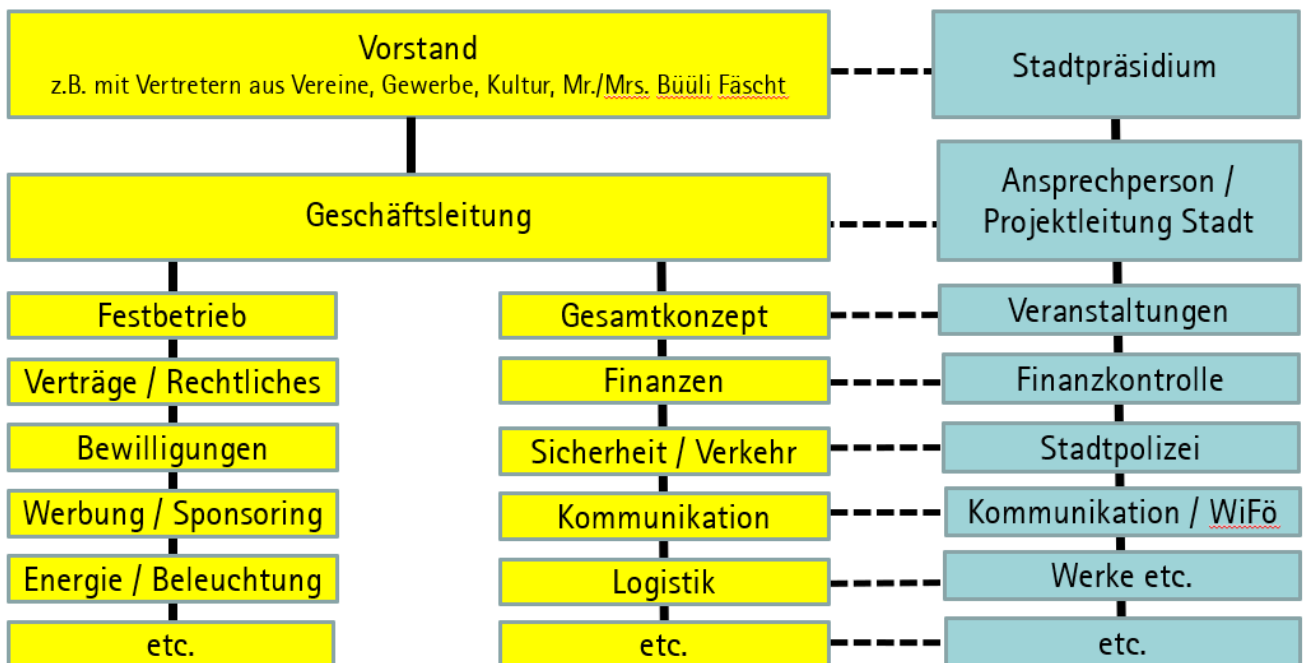 Vorstand
z.B. mit Vertretern aus Vereine, Gewerbe, Kultur, Mr./Mrs. Büüli Fäscht
Stadtpräsidium
Geschäftsleitung
Ansprechperson /
Projektleitung Stadt
Festbetrieb
Gesamtkonzept
Veranstaltungen
Verträge / Rechtliches
Finanzen
Finanzkontrolle
Bewilligungen
Sicherheit / Verkehr
Stadtpolizei
Werbung / Sponsoring
Kommunikation
Kommunikation / WiFö
Energie / Beleuchtung
Logistik
Werke etc.
etc.
etc.
etc.